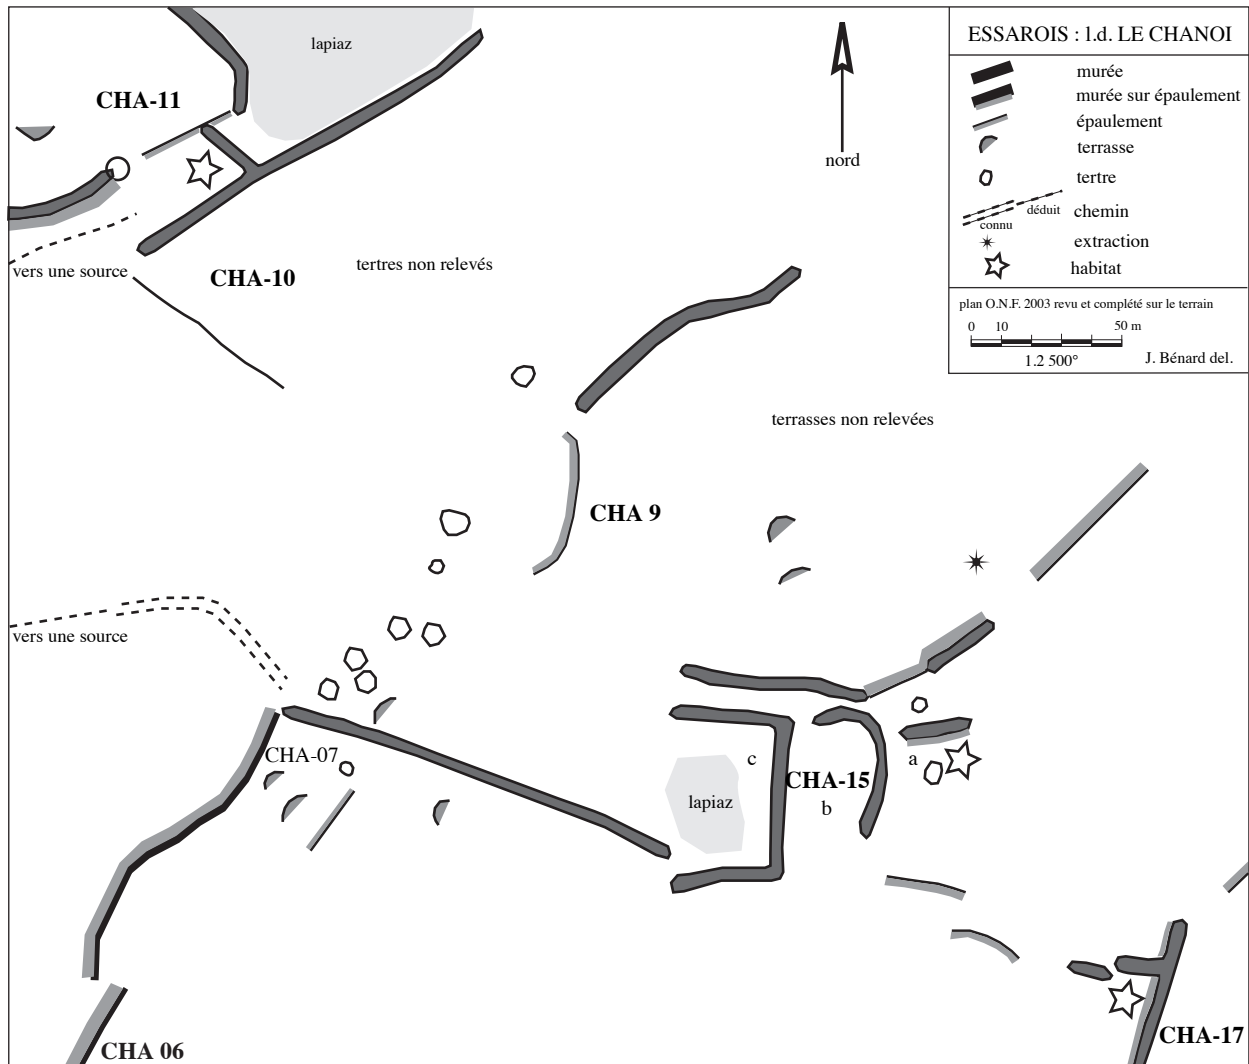 ESSAROIS : l.d. LE CHANOI
murée
murée sur épaulement
épaulement
terrasse
tertre
déduit
chemin
connu
extraction
habitat
plan O.N.F. 2003 revu et complété sur le terrain
0 10 50 m
1.2 500°
J. Bénard del.
lapiaz
CHA-11
nord
vers une source
CHA-10
tertres non relevés
terrasses non relevées
CHA 9
vers une source
CHA-07
c
a
CHA-15
lapiaz
b
CHA-17
CHA 06